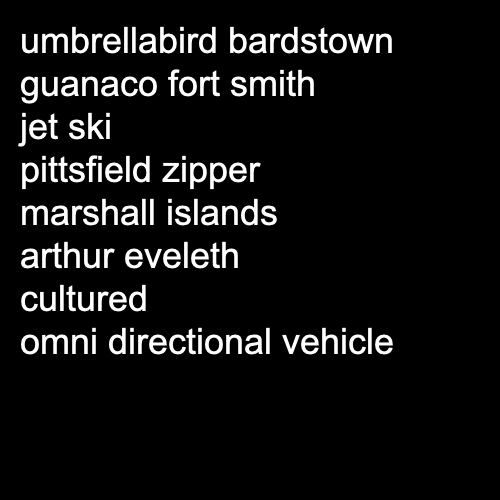 umbrellabird bardstown
guanaco fort smith
jet ski
pittsfield zipper
marshall islands
arthur eveleth
cultured
omni directional vehicle